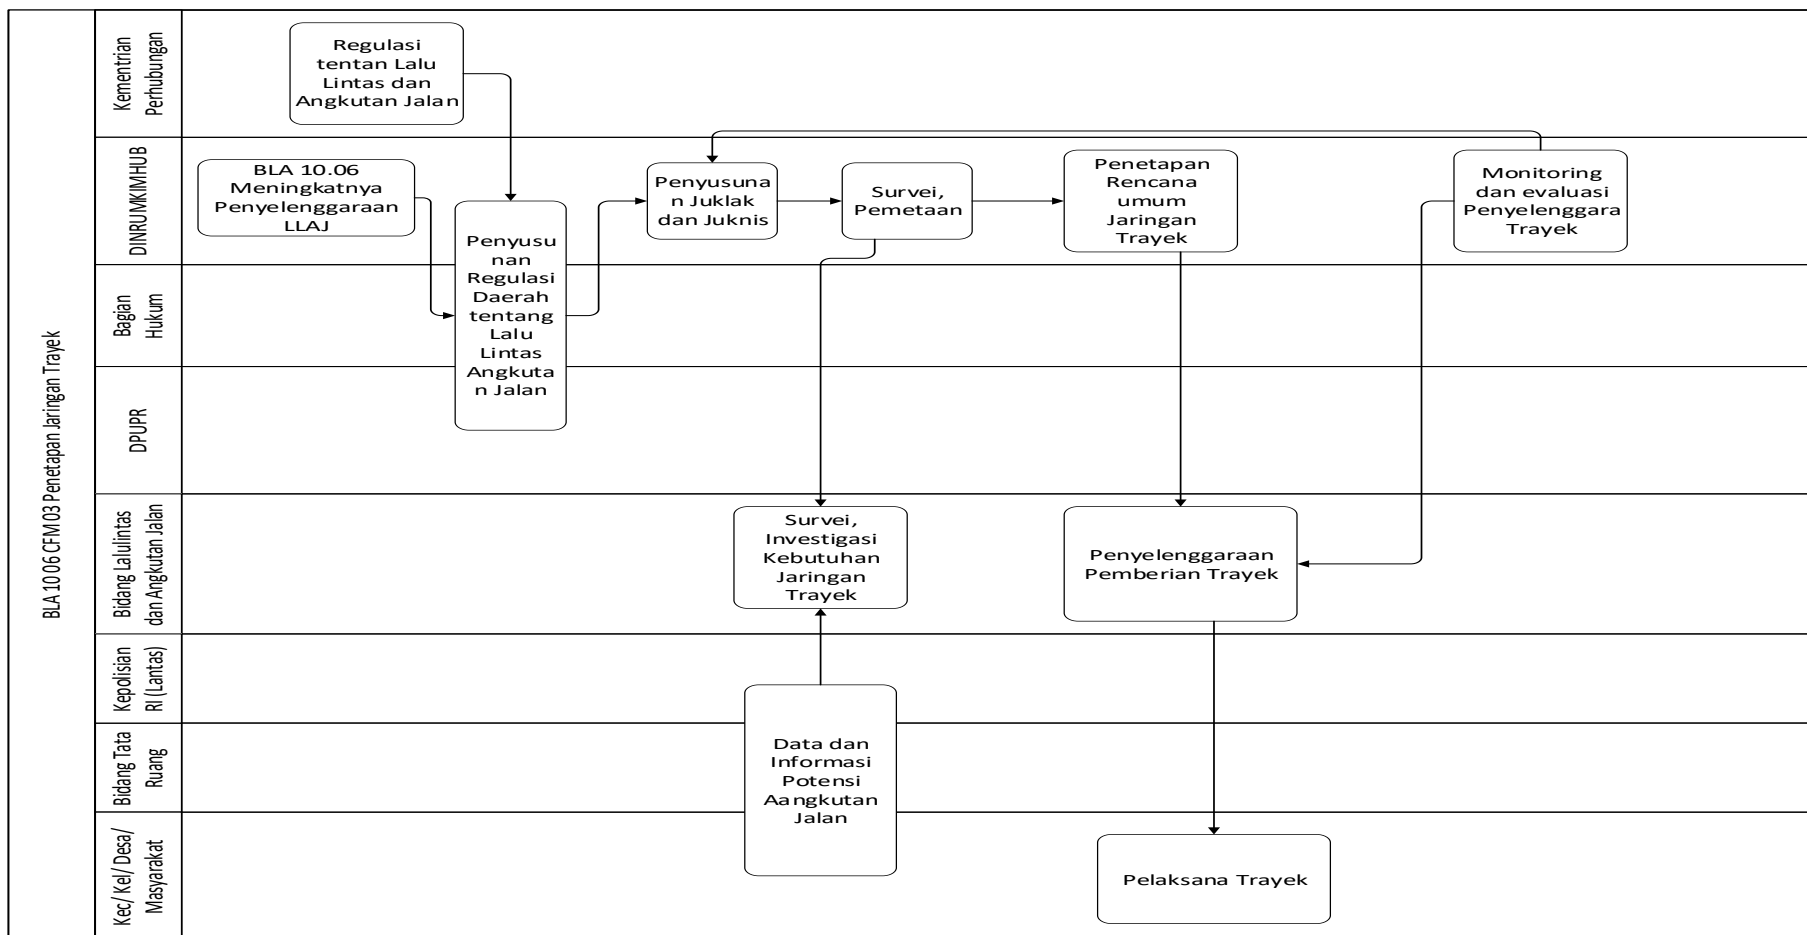 BLA 10 06 CFM 03 Penetapan Jaringan Trayek
Kementrian
Perhubungan
Regulasi
tentan Lalu
Lintas dan
Angkutan Jalan
DINRUMKIMHUB
BLA 10.06
Meningkatnya
Penyelenggaraan
LLAJ
Penyusu
nan
Regulasi
Daerah
tentang
Lalu
Lintas
Angkuta
n Jalan
Penyusuna
n Juklak
dan Juknis
Survei,
Pemetaan
Penetapan
Rencana
umum
Jaringan
Trayek
Monitoring
dan evaluasi
Penyelenggara
Trayek
Bagian
Hukum
DPUPR
Bidang Lalulintas
dan Angkutan Jalan
Survei,
Investigasi
Kebutuhan
Jaringan
Trayek
Penyelenggaraan
Pemberian Trayek
Kepolisian
RI (Lantas)
Bidang Tata
Ruang
Data dan
Informasi
Potensi
Aangkutan
Jalan
Kec/ Kel/ Desa/
Masyarakat
Pelaksana Trayek